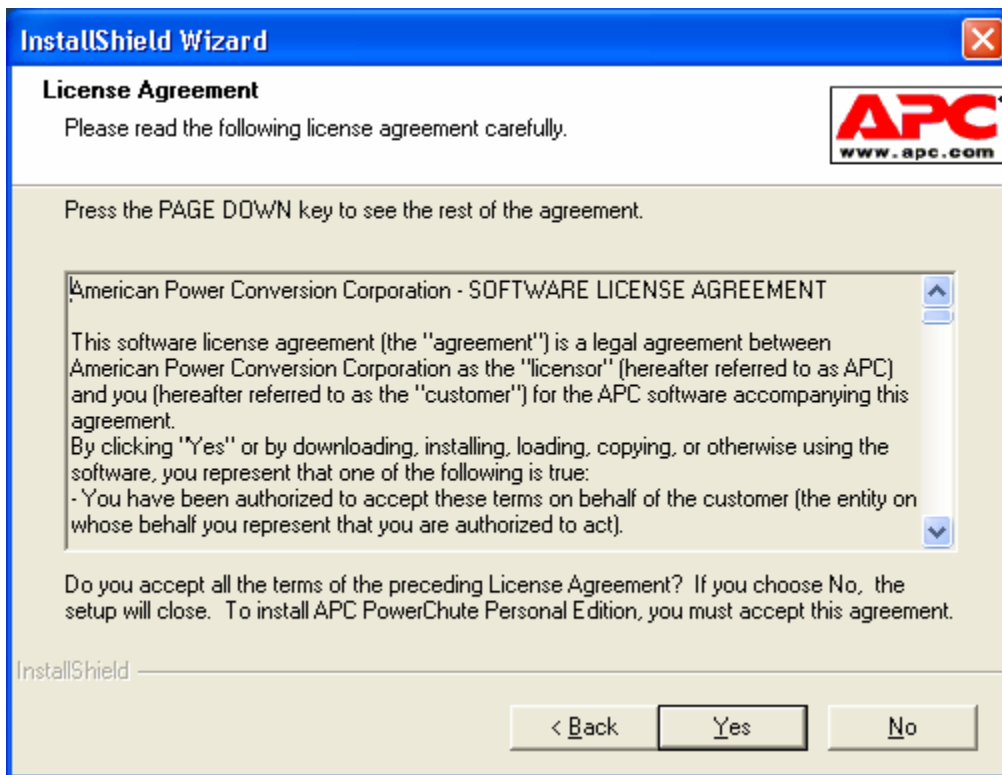 InstallShield Wizard
License Agreement
Please read the following license agreement carefully.
APC
www.apc.com
Press the PAGE DOWN key to see the rest of the agreement.
American Power Conversion Corporation - SOFTWARE LICENSE AGREEMENT
This software license agreement (the "agreement") is a legal agreement between
American Power Conversion Corporation as the "licensor" (hereafter referred to as APC)
and you (hereafter referred to as the "customer") for the APC software accompanying this
agreement.
By clicking "Yes" or by downloading, installing, loading, copying, or otherwise using the
software, you represent that one of the following is true:
- You have been authorized to accept these terms on behalf of the customer (the entity on
whose behalf you represent that you are authorized to act).
Do you accept all the terms of the preceding License Agreement?  If you choose No,  the
setup will close.  To install APC PowerChute Personal Edition, you must accept this agreement.
InstallShield
< Back
Yes
No